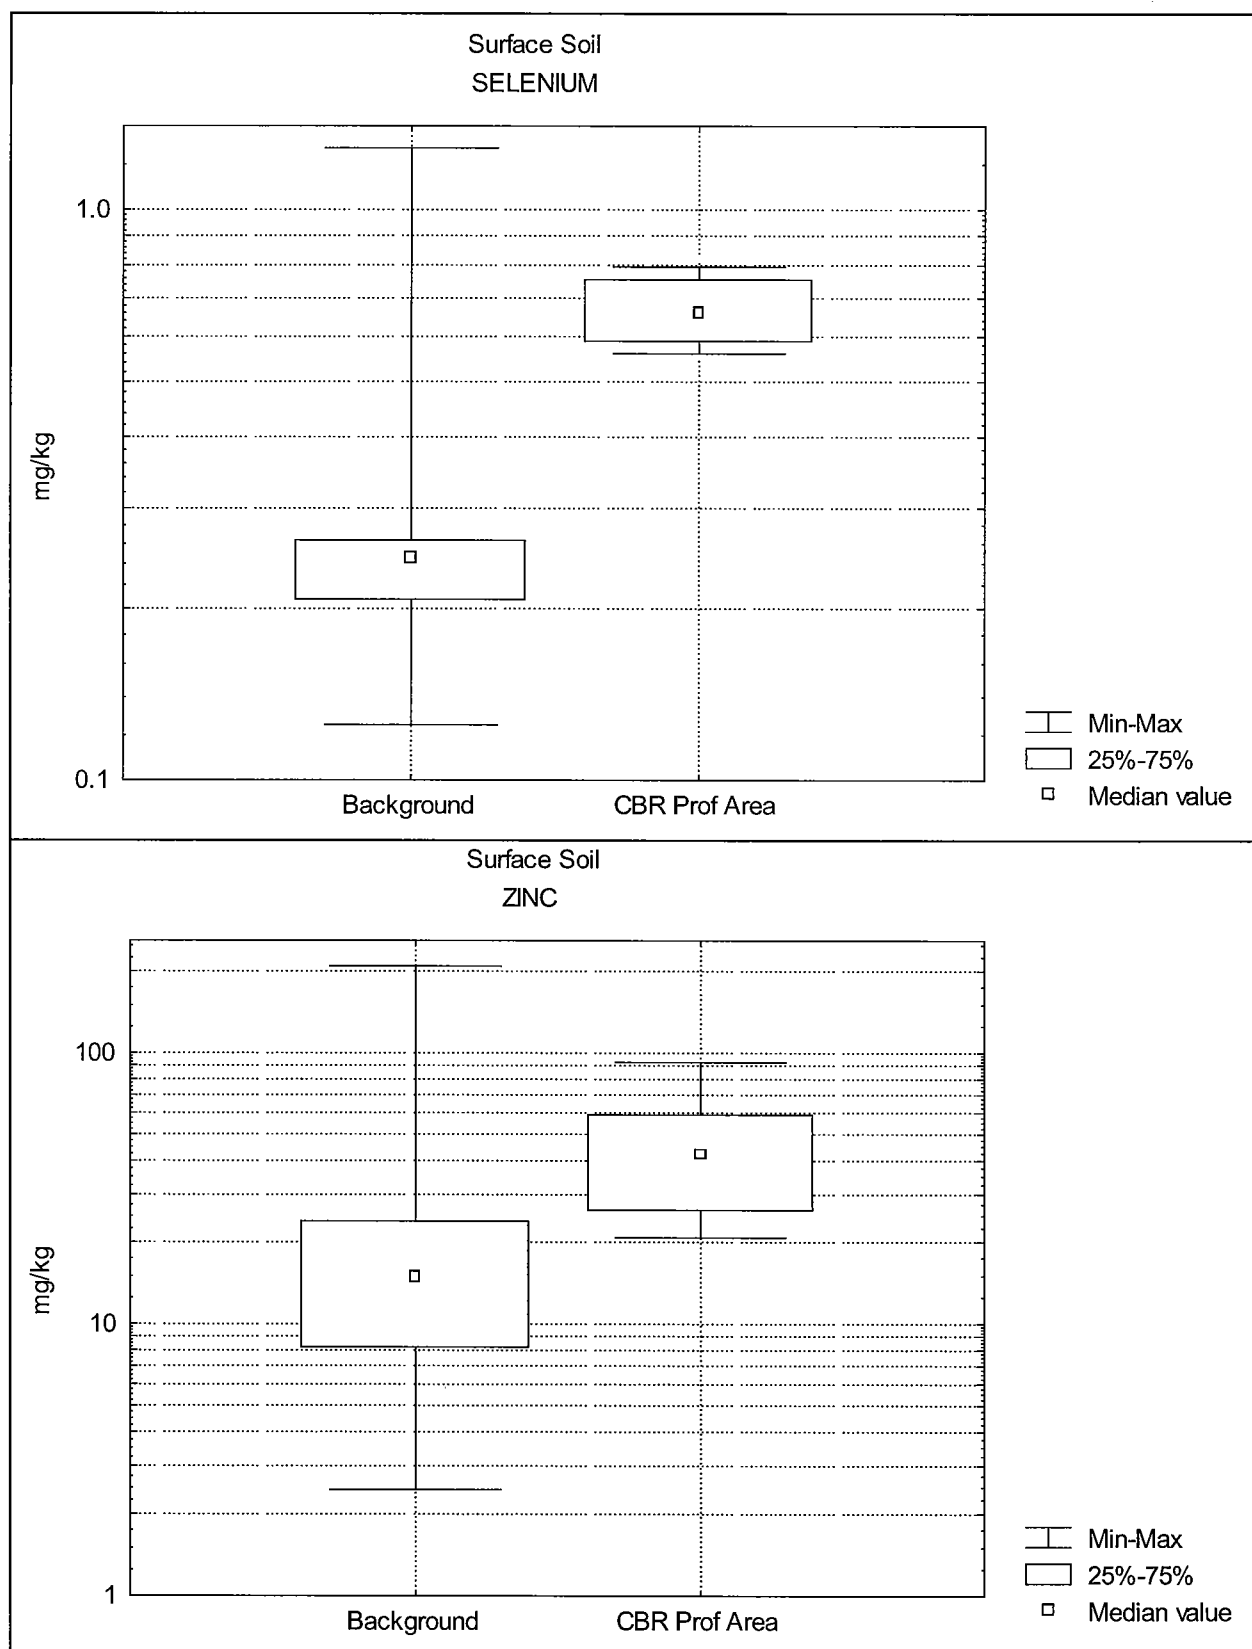 Surface Soil
SELENIUM
1.0
mg/kg
0.1
Background
CBR Prof Area
Min-Max
25%-75%
Median value
Surface Soil
ZINC
100
mg/kg
10
1
Background
CBR Prof Area
Min-Max
25%-75%
Median value